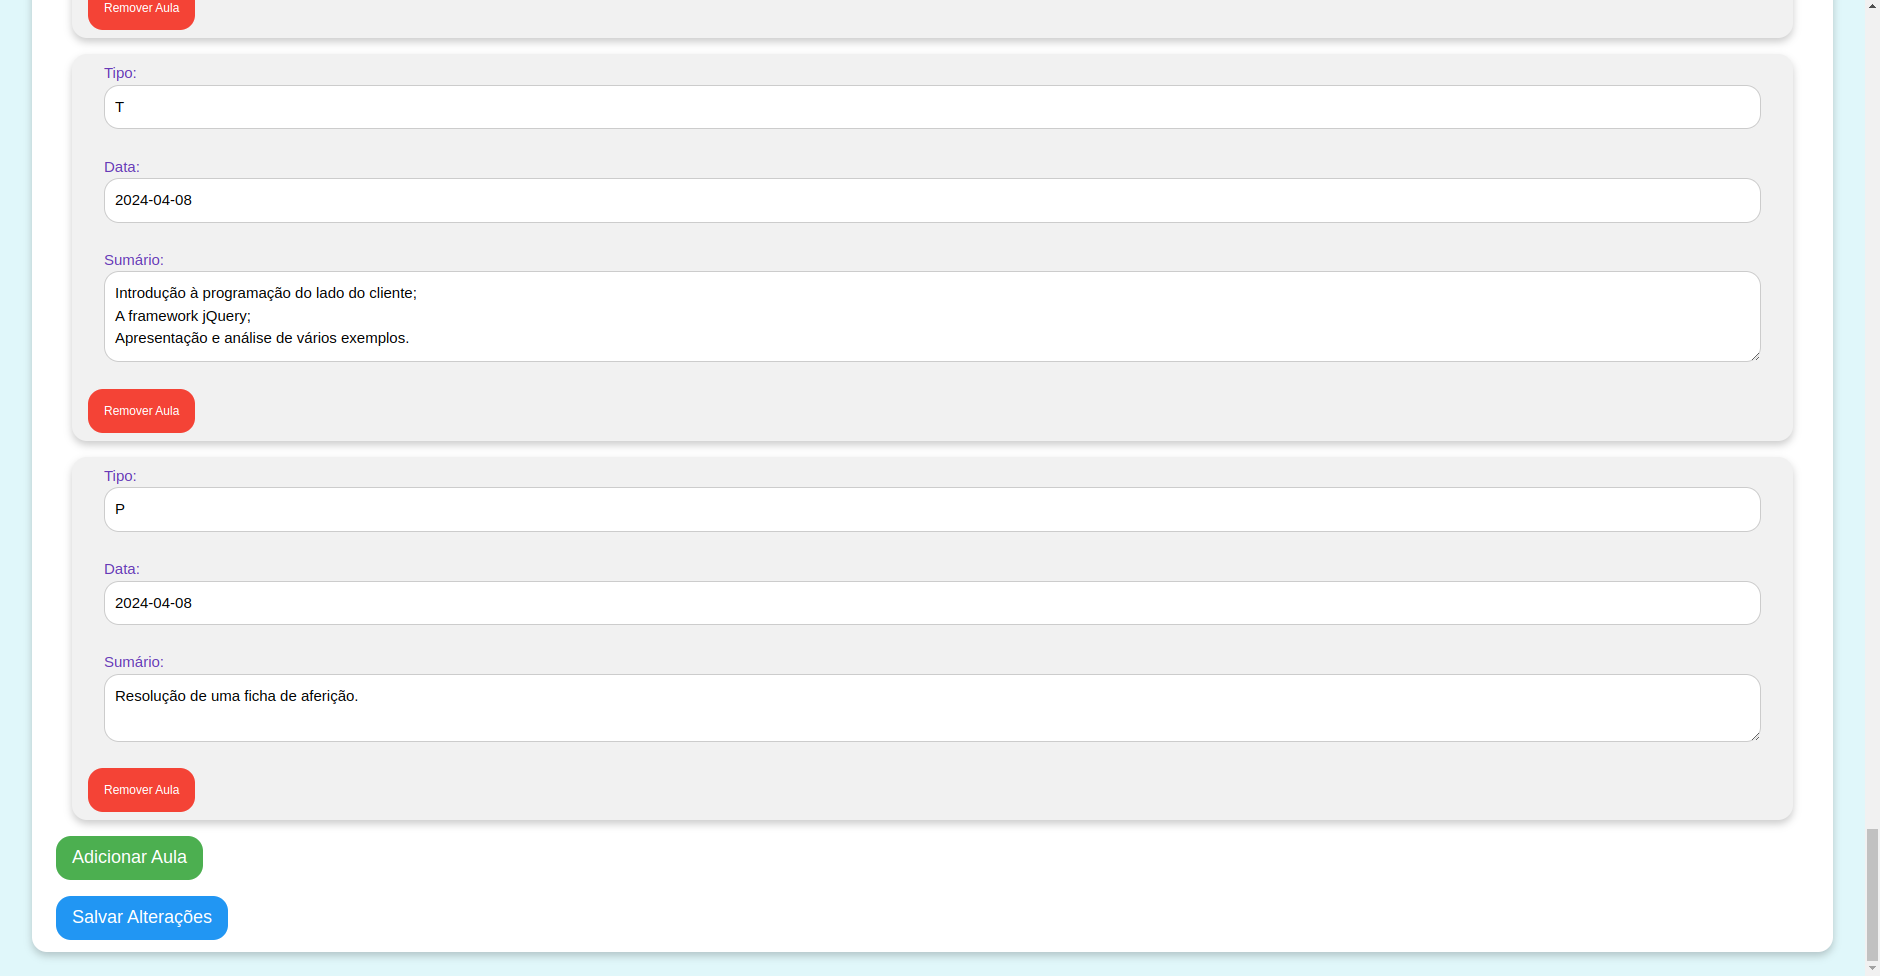 Remover Aula
Tipo:
T
Data:
2024-04-08
Sumário:
Introdução à programação do lado do cliente;
A framework jQuery;
Apresentação e análise de vários exemplos.
Remover Aula
Tipo:
P
Data:
2024-04-08
Sumário:
Resolução de uma ficha de aferição.
Remover Aula
Adicionar Aula
Salvar Alterações